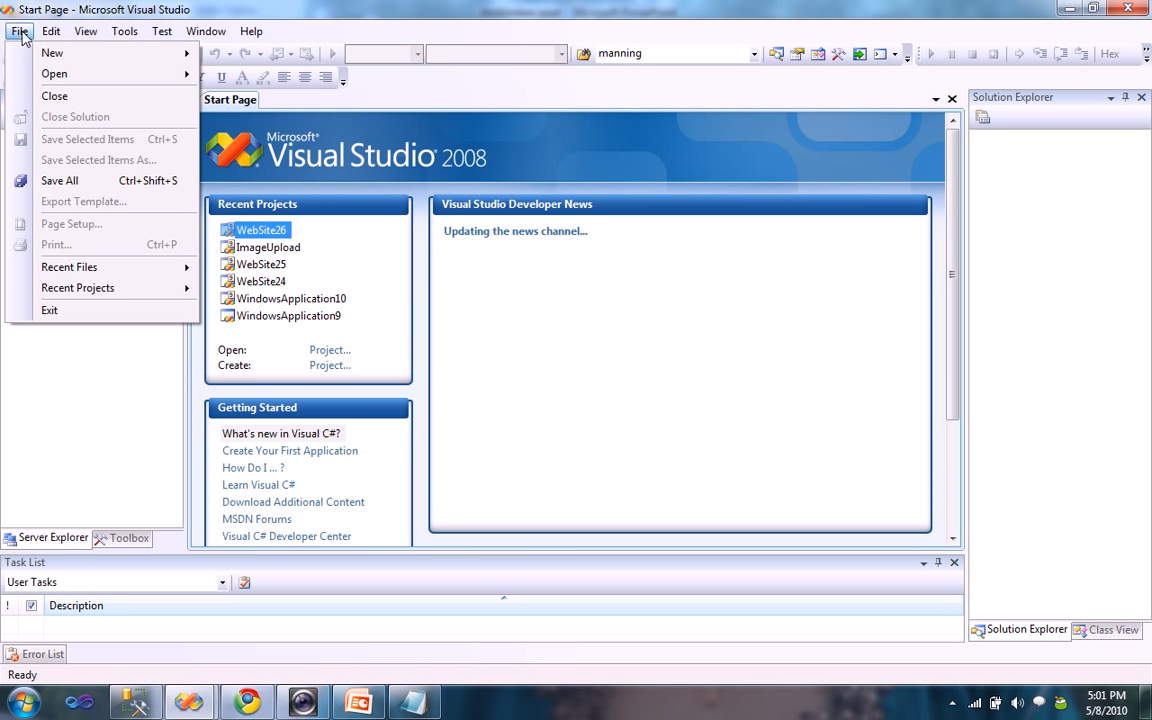 Start Page - Microsoft Visual Studio
File Edit View Tools Test Window Help
manning Hex
New
Open
Close
Close Solution
Save Selected Items Ctrl+S
Save Selected Items As...
Save All Ctrl+Shift+S
Export Template...
Page Setup...
Print... Ctrl+P
Recent Files
Recent Projects
Exit
U A
Start Page
Microsoft®
Visual Studio® 2008
Recent Projects
WebSite26
ImageUpload
WebSite25
WebSite24
WindowsApplication10
WindowsApplication9
Open: Project...
Create: Project...
Getting Started
What's new in Visual C#?
Create Your First Application
How Do I ... ?
Learn Visual C#
Download Additional Content
MSDN Forums
Visual C# Developer Center
Visual Studio Developer News
Updating the news channel...
Solution Explorer
Server Explorer Toolbox
Task List
User Tasks
! Description
Solution Explorer Class View
Error List
Ready
5:01 PM
5/8/2010